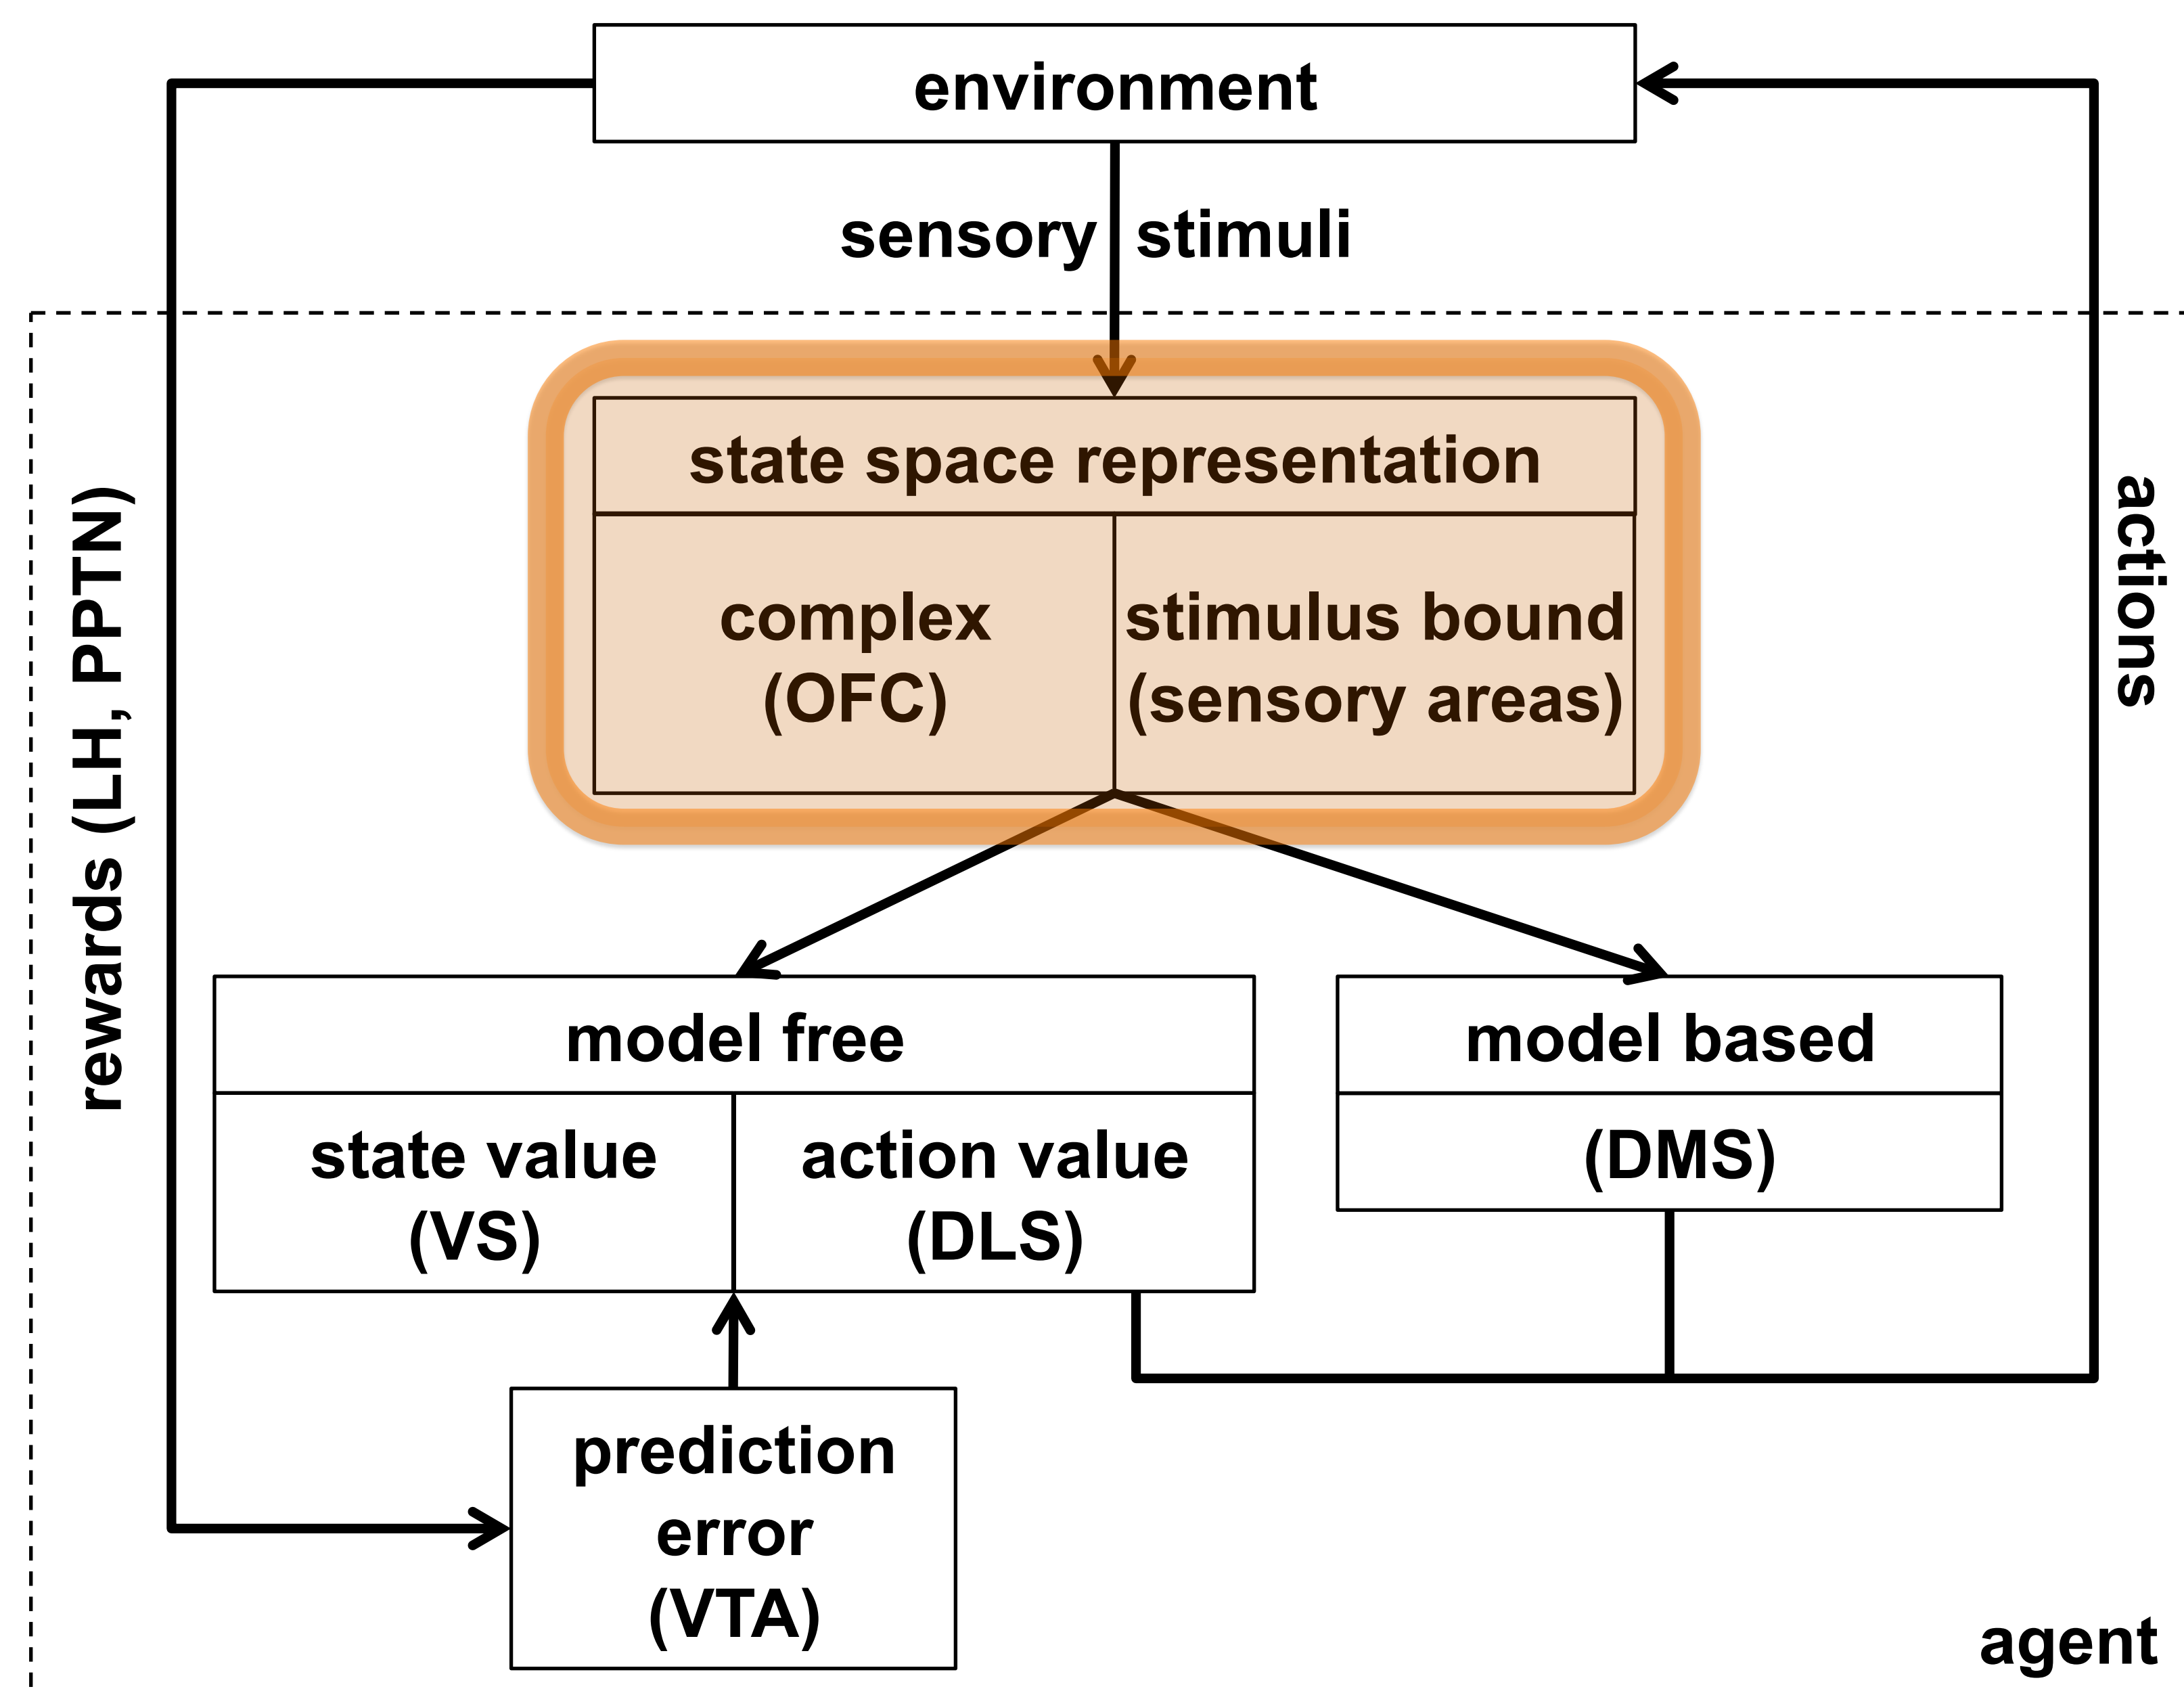 environment
sensory stimuli
state space representation
complex
(OFC)
stimulus bound
(sensory areas)
rewards (LH, PPTN)
actions
model free
state value
(VS)
action value
(DLS)
model based
(DMS)
prediction
error
(VTA)
agent